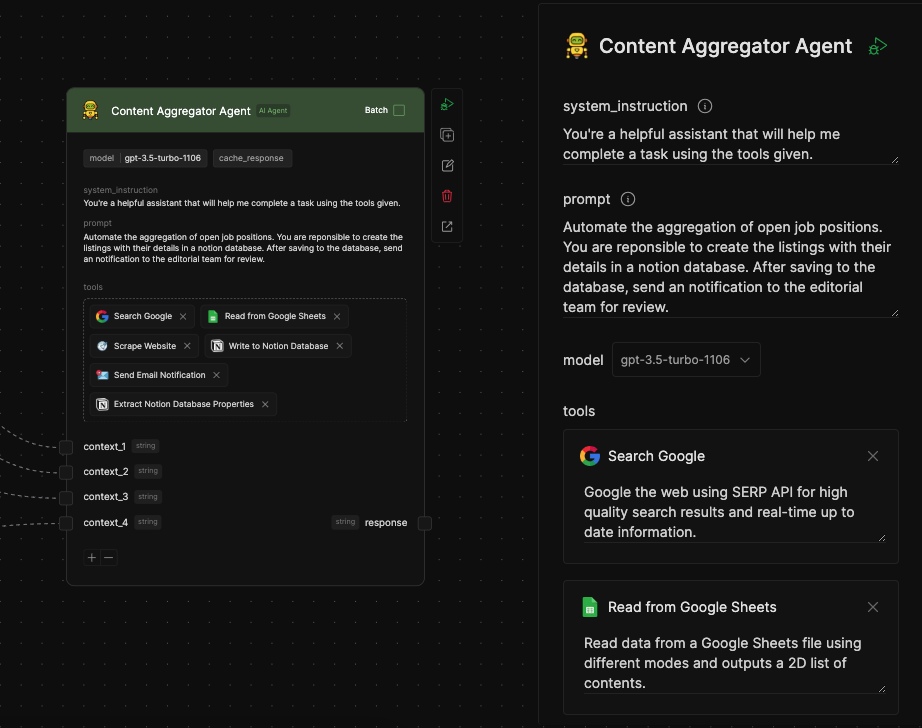 Content Aggregator Agent
AI Agent
Batch
model
gpt-3.5-turbo-1106
cache_response
system_instruction
You're a helpful assistant that will help me complete a task using the tools given.
prompt
Automate the aggregation of open job positions. You are reponsible to create the
listings with their details in a notion database. After saving to the database, send
an notification to the editorial team for review.
tools
Search Google
Read from Google Sheets
Scrape Website
Write to Notion Database
Send Email Notification
Extract Notion Database Properties
context_1 string
context_2 string
context_3 string
context_4 string
string response
Content Aggregator Agent
system_instruction
You're a helpful assistant that will help me
complete a task using the tools given.
prompt
Automate the aggregation of open job positions.
You are reponsible to create the listings with their
details in a notion database. After saving to the
database, send an notification to the editorial
team for review.
model gpt-3.5-turbo-1106
tools
Search Google
Google the web using SERP API for high
quality search results and real-time up to
date information.
Read from Google Sheets
Read data from a Google Sheets file using
different modes and outputs a 2D list of
contents.